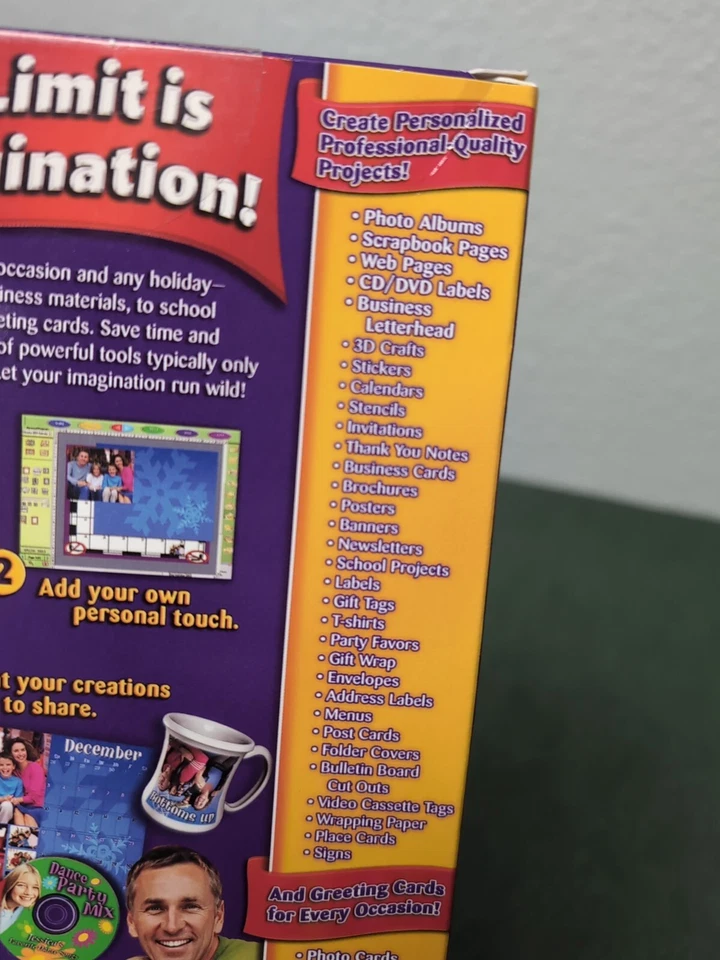 Limit is
ination!
occasion and any holiday–
iness materials, to school
eting cards. Save time and
of powerful tools typically only
et your imagination run wild!
2
Add your own
personal touch.
t your creations
to share.
December
Bottoms up
Dance
Party
Mix
Create Personalized
Professional-Quality
Projects!
• Photo Albums
• Scrapbook Pages
• Web Pages
• CD/DVD Labels
• Business
Letterhead
• 3D Crafts
• Stickers
• Calendars
• Stencils
• Invitations
• Thank You Notes
• Business Cards
• Brochures
• Posters
• Banners
• Newsletters
• School Projects
• Labels
• Gift Tags
• T-shirts
• Party Favors
• Gift Wrap
• Envelopes
• Address Labels
• Menus
• Post Cards
• Folder Covers
• Bulletin Board
Cut Outs
• Video Cassette Tags
• Wrapping Paper
• Place Cards
• Signs
And Greeting Cards
for Every Occasion!
• Photo Cards